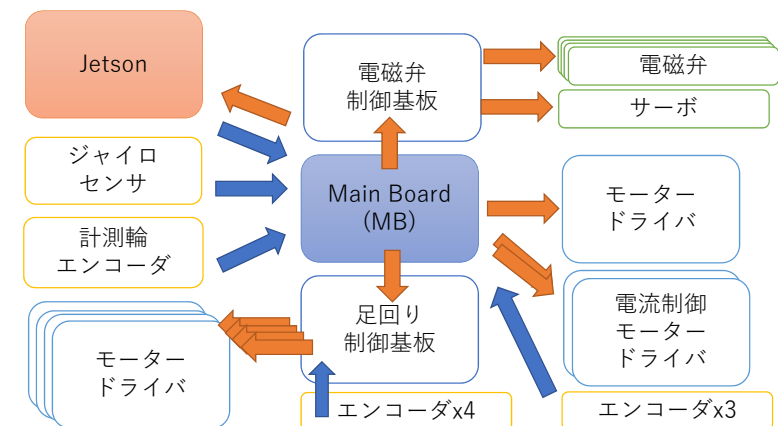 Jetson
電磁弁
制御基板
電磁弁
サーボ
ジャイロ
センサ
Main Board
(MB)
モーター
ドライバ
計測輪
エンコーダ
足回り
制御基板
電流制御
モーター
ドライバ
モーター
ドライバ
エンコーダx4
エンコーダx3